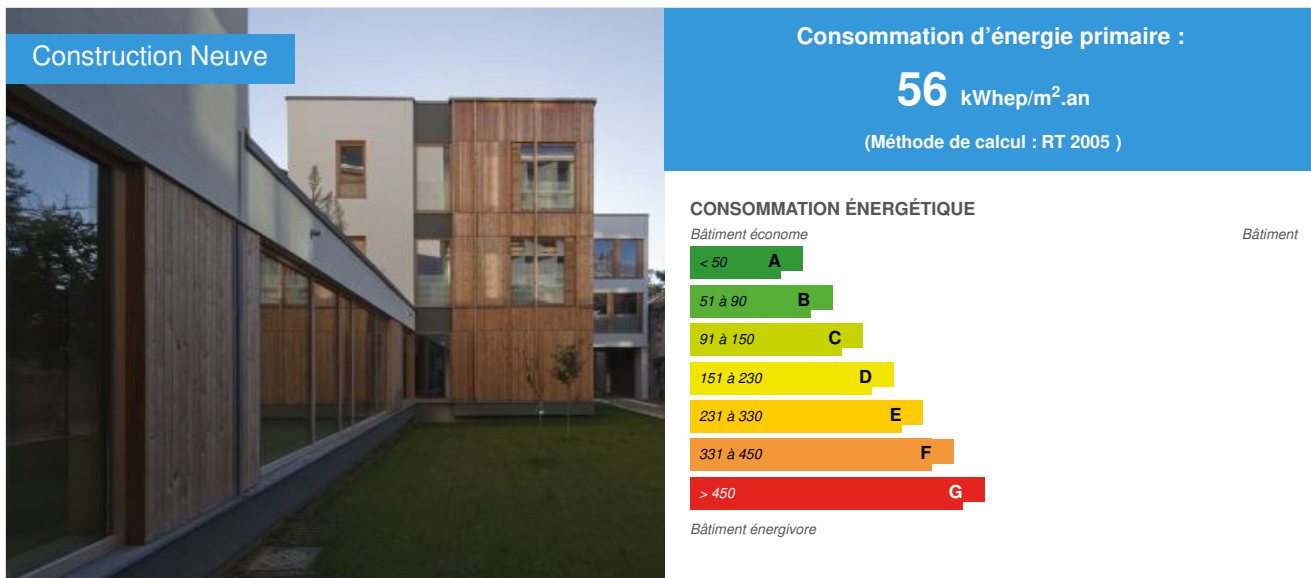 Construction Neuve
Consommation d'énergie primaire :
56 kWhep/m².an
(Méthode de calcul : RT 2005 )
CONSOMMATION ÉNERGÉTIQUE
Bâtiment économe
Bâtiment
< 50 A
51 à 90 B
91 à 150 C
151 à 230 D
231 à 330 E
331 à 450 F
> 450 G
Bâtiment énergivore